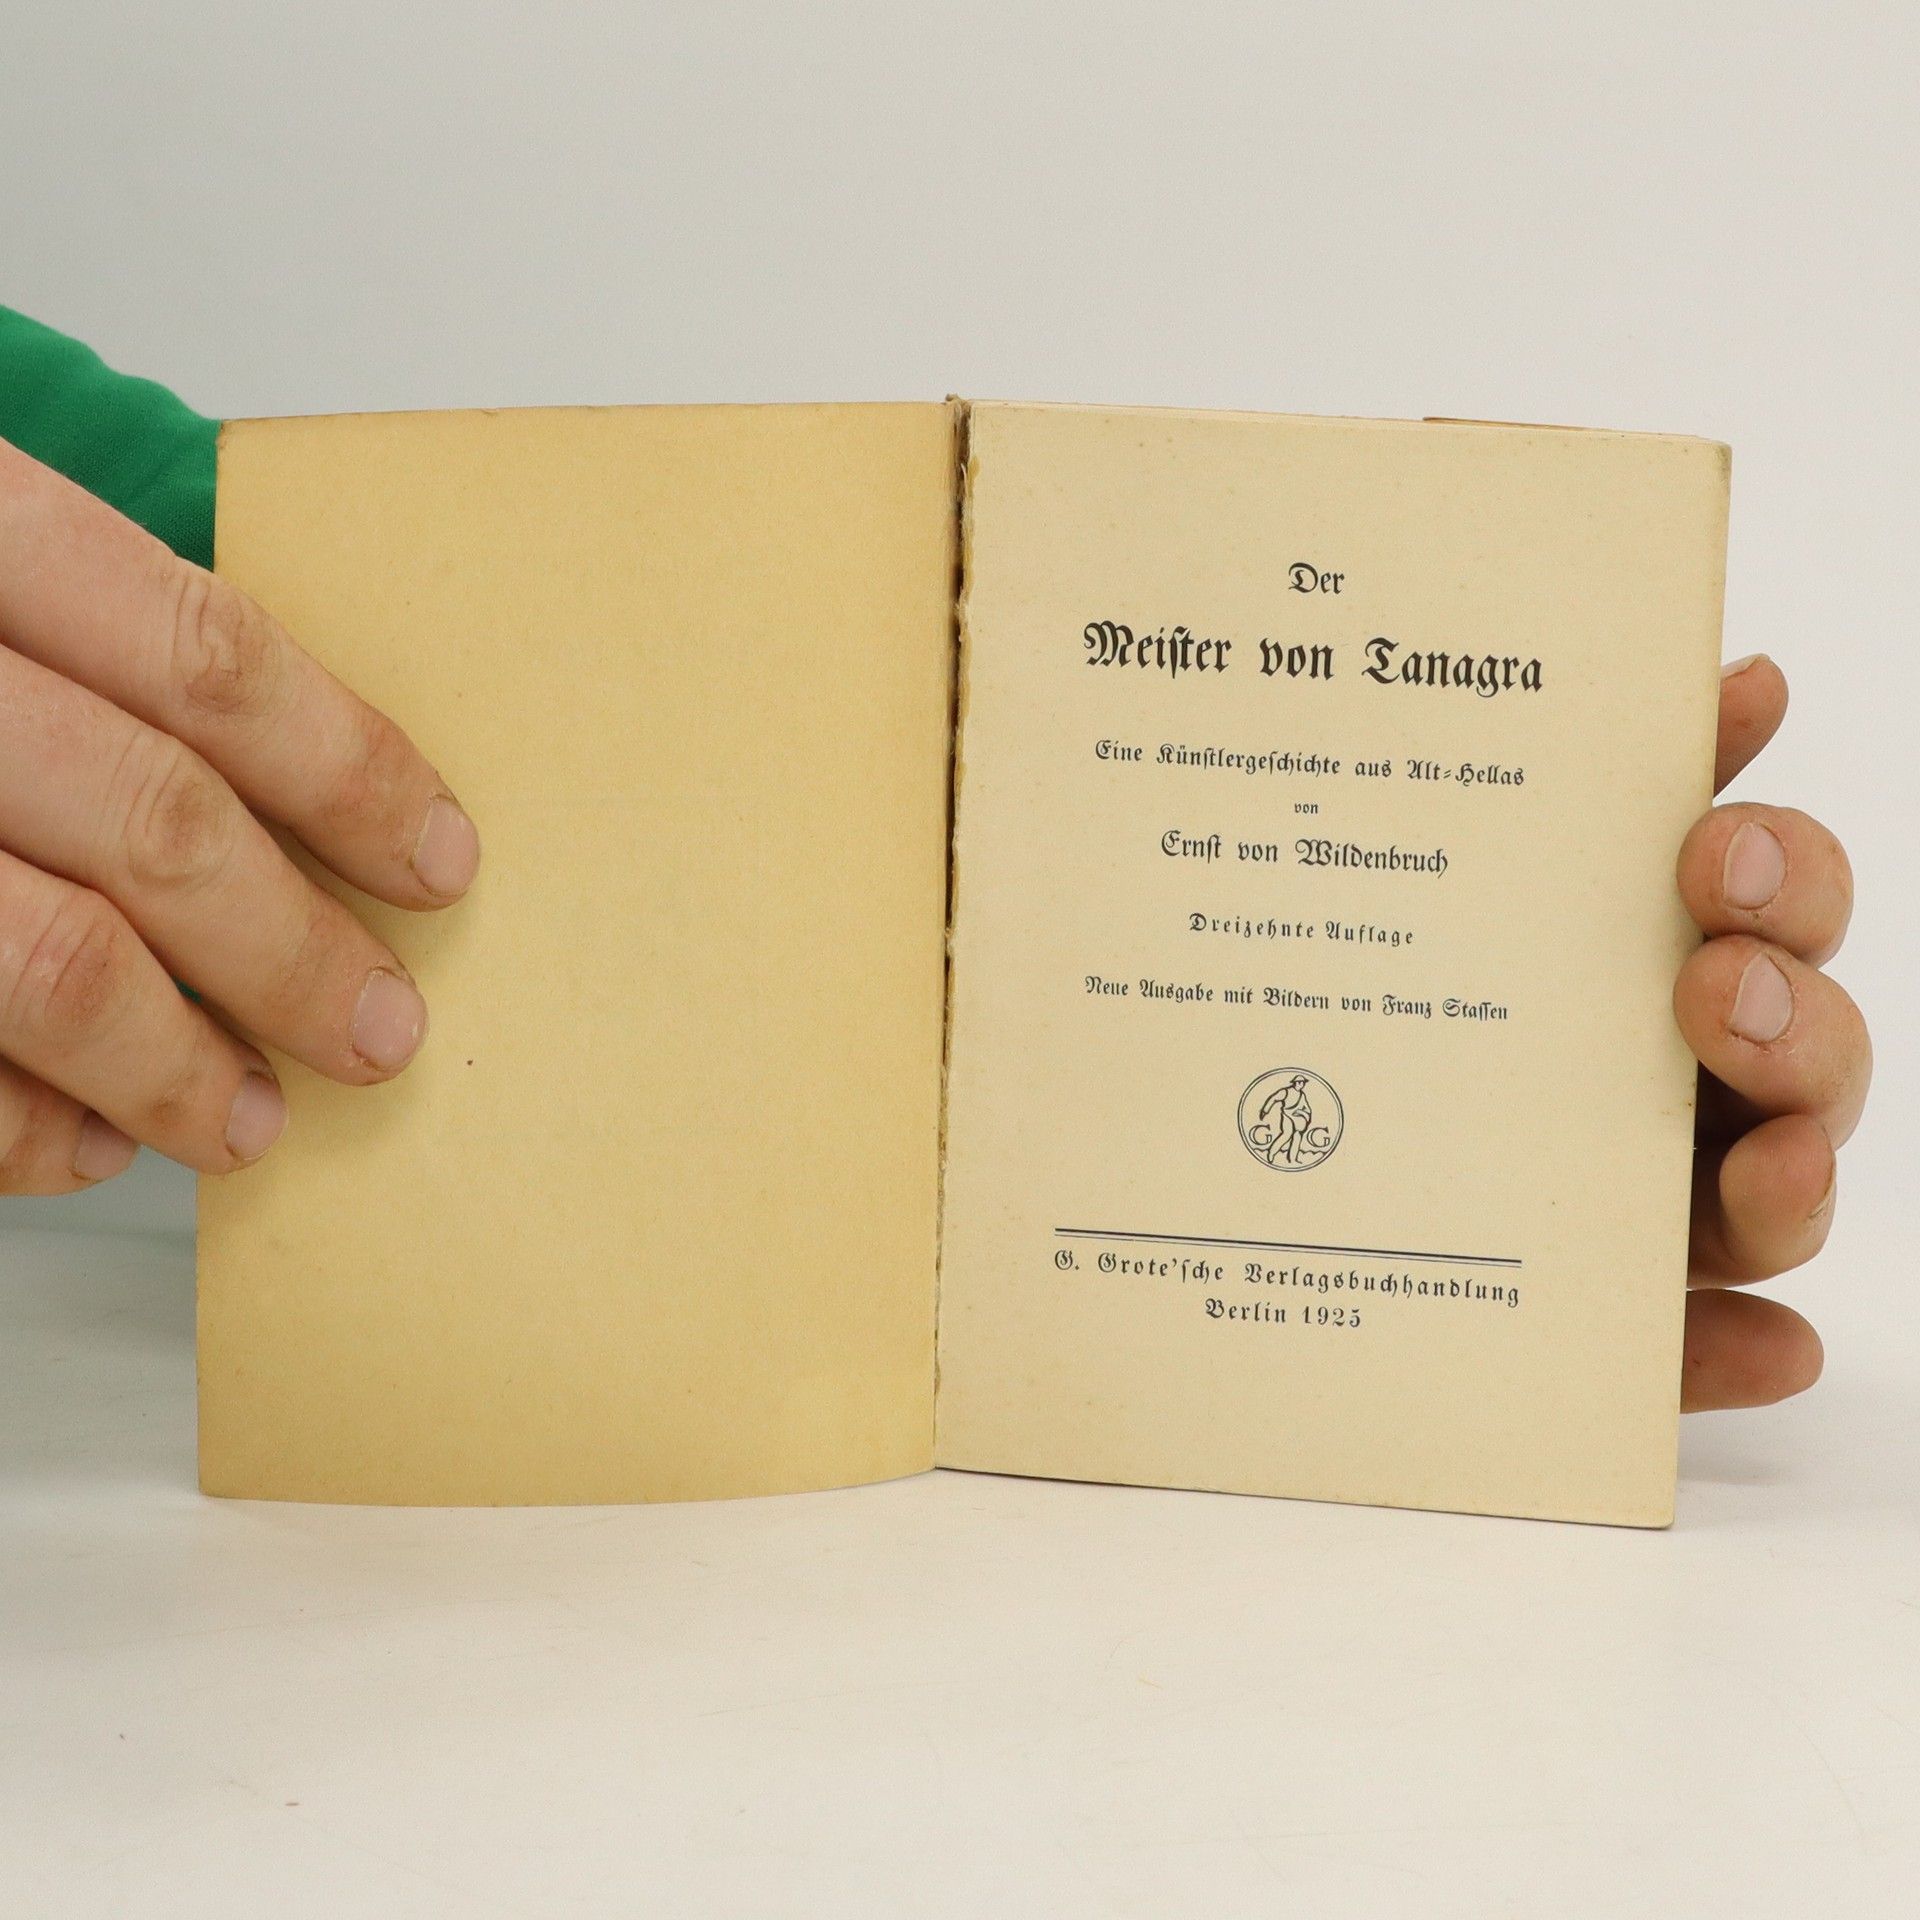 Der
Meiſter von Tanagra
Eine Künſtlergeſchichte aus Alt⸗Hellas
von
Ernſt von Wildenbruch
Dreizehnte Auflage
Neue Ausgabe mit Bildern von Franz Staſſen
G G
G. Grote'ſche Verlagsbuchhandlung
Berlin 1925